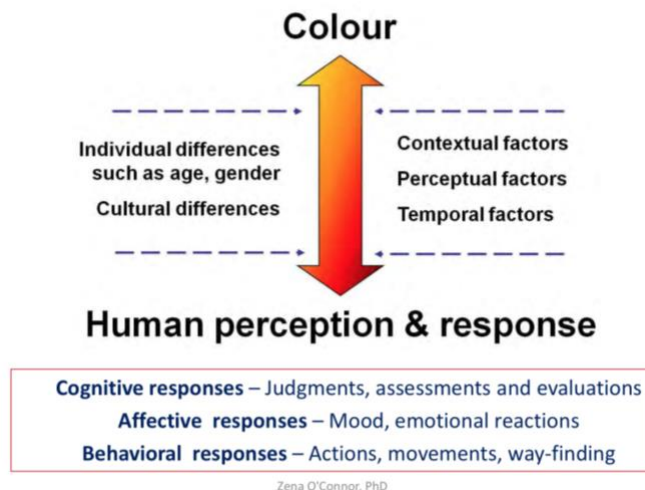 Colour
Individual differences
such as age, gender
Cultural differences
Contextual factors
Perceptual factors
Temporal factors
Human perception & response
Cognitive responses – Judgments, assessments and evaluations
Affective responses – Mood, emotional reactions
Behavioral responses – Actions, movements, way-finding
Zena O'Connor, PhD